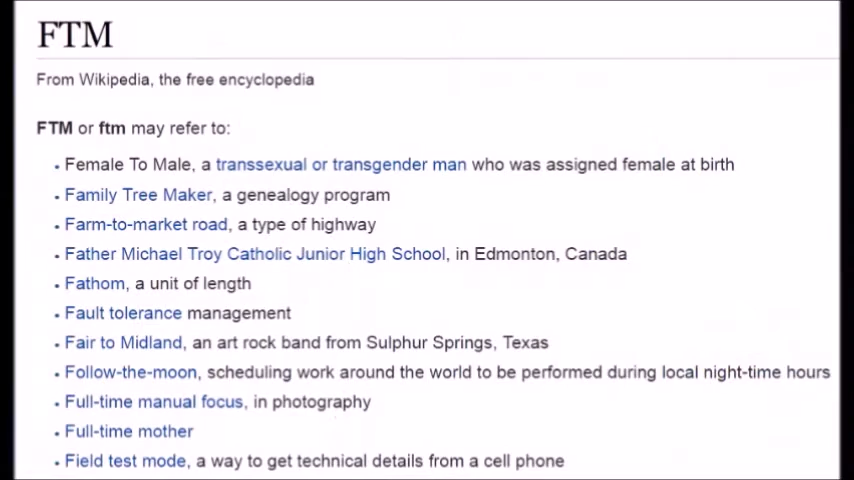 FTM
From Wikipedia, the free encyclopedia
FTM or ftm may refer to:
• Female To Male, a transsexual or transgender man who was assigned female at birth
• Family Tree Maker, a genealogy program
• Farm-to-market road, a type of highway
• Father Michael Troy Catholic Junior High School, in Edmonton, Canada
• Fathom, a unit of length
• Fault tolerance management
• Fair to Midland, an art rock band from Sulphur Springs, Texas
• Follow-the-moon, scheduling work around the world to be performed during local night-time hours
• Full-time manual focus, in photography
• Full-time mother
• Field test mode, a way to get technical details from a cell phone